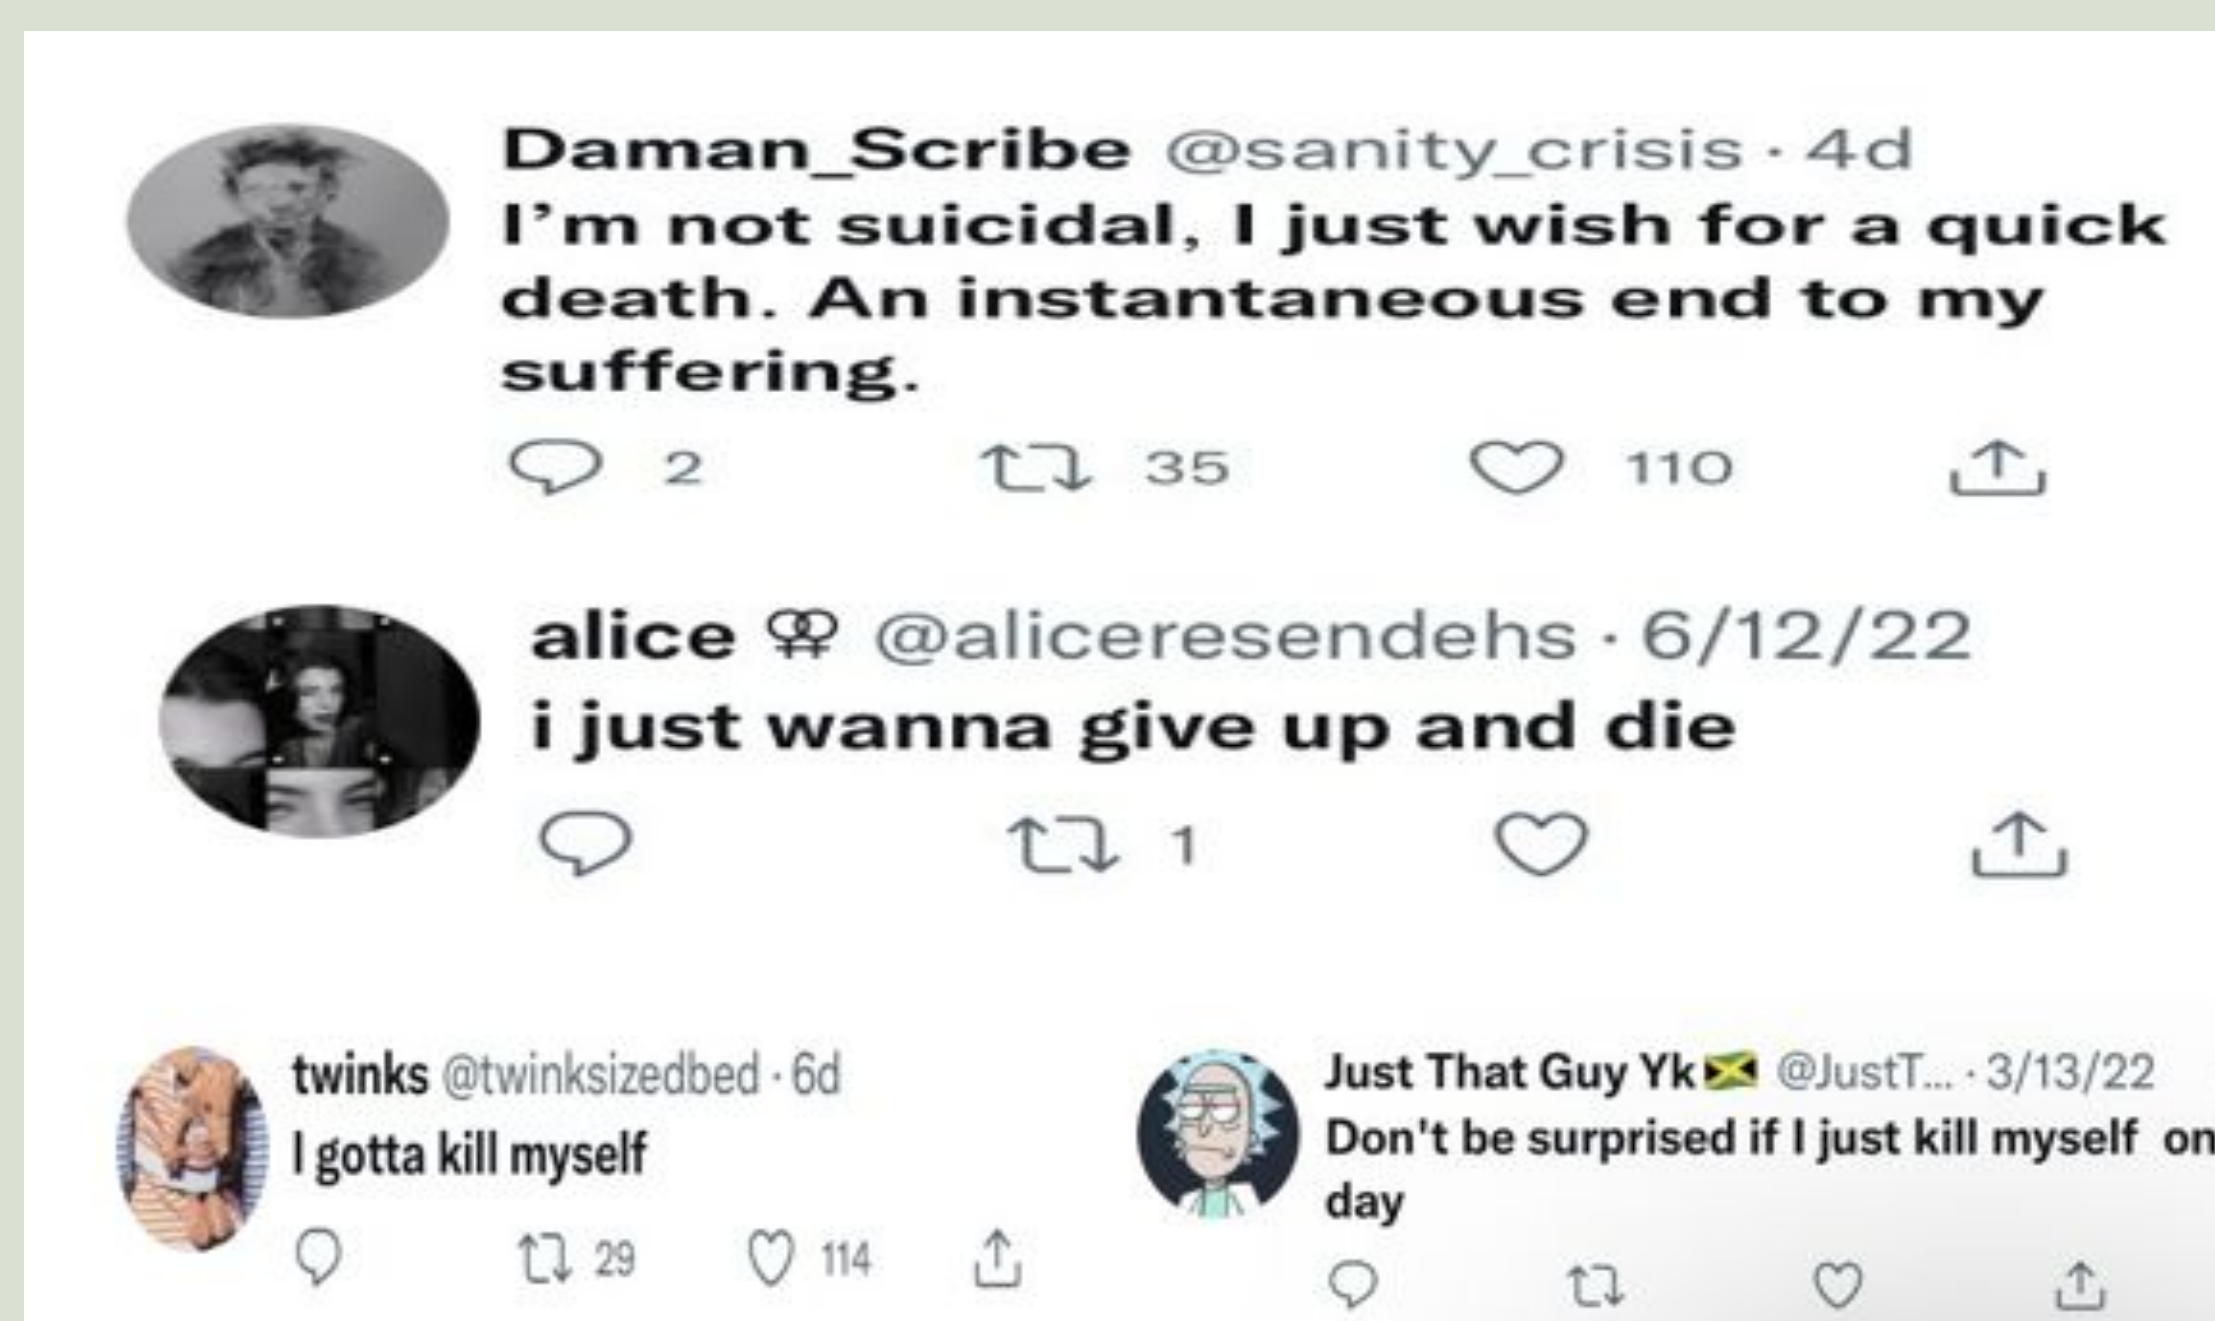 Daman_Scribe @sanity_crisis · 4d
I'm not suicidal, I just wish for a quick
death. An instantaneous end to my
suffering.
2 35 110
alice ⚢ @aliceresendehs · 6/12/22
i just wanna give up and die
1
twinks @twinksizedbed · 6d
I gotta kill myself
29 114
Just That Guy Yk🇯🇲 @JustT... · 3/13/22
Don't be surprised if I just kill myself on
day